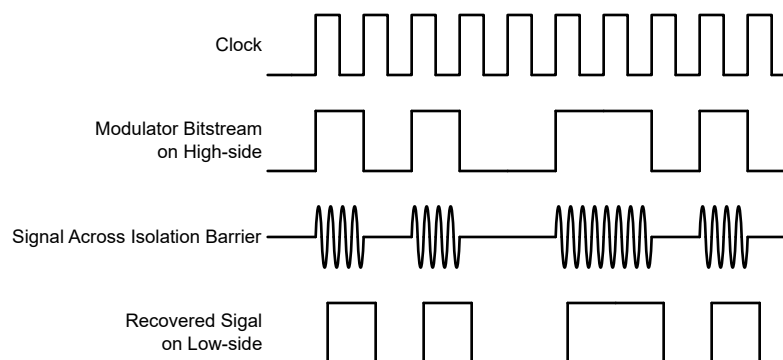 Clock
Modulator Bitstream
on High-side
Signal Across Isolation Barrier
Recovered Sigal
on Low-side